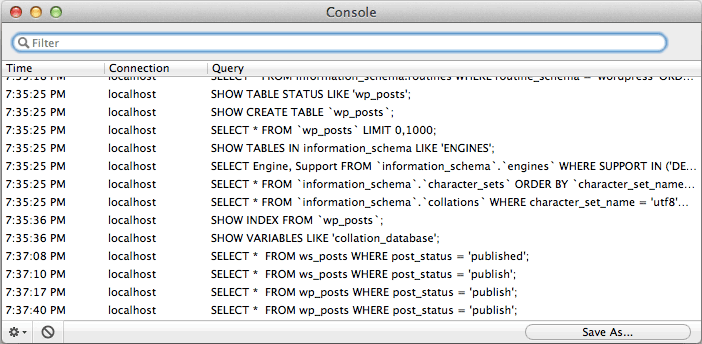 Console
Filter
Time Connection Query
7:35:18 PM localhost SELECT * FROM information_schema.routines WHERE routine_schema = 'wordpress' ORD...
7:35:25 PM localhost SHOW TABLE STATUS LIKE 'wp_posts';
7:35:25 PM localhost SHOW CREATE TABLE `wp_posts`;
7:35:25 PM localhost SELECT * FROM `wp_posts` LIMIT 0,1000;
7:35:25 PM localhost SHOW TABLES IN information_schema LIKE 'ENGINES';
7:35:25 PM localhost SELECT Engine, Support FROM `information_schema`.`engines` WHERE SUPPORT IN ('DE...
7:35:25 PM localhost SELECT * FROM `information_schema`.`character_sets` ORDER BY `character_set_name...
7:35:25 PM localhost SELECT * FROM `information_schema`.`collations` WHERE character_set_name = 'utf8'...
7:35:36 PM localhost SHOW INDEX FROM `wp_posts`;
7:35:36 PM localhost SHOW VARIABLES LIKE 'collation_database';
7:37:08 PM localhost SELECT *  FROM ws_posts WHERE post_status = 'published';
7:37:10 PM localhost SELECT *  FROM ws_posts WHERE post_status = 'publish';
7:37:17 PM localhost SELECT *  FROM wp_posts WHERE post_status = 'publish';
7:37:40 PM localhost SELECT *  FROM wp_posts WHERE post_status = 'publish';
Save As...